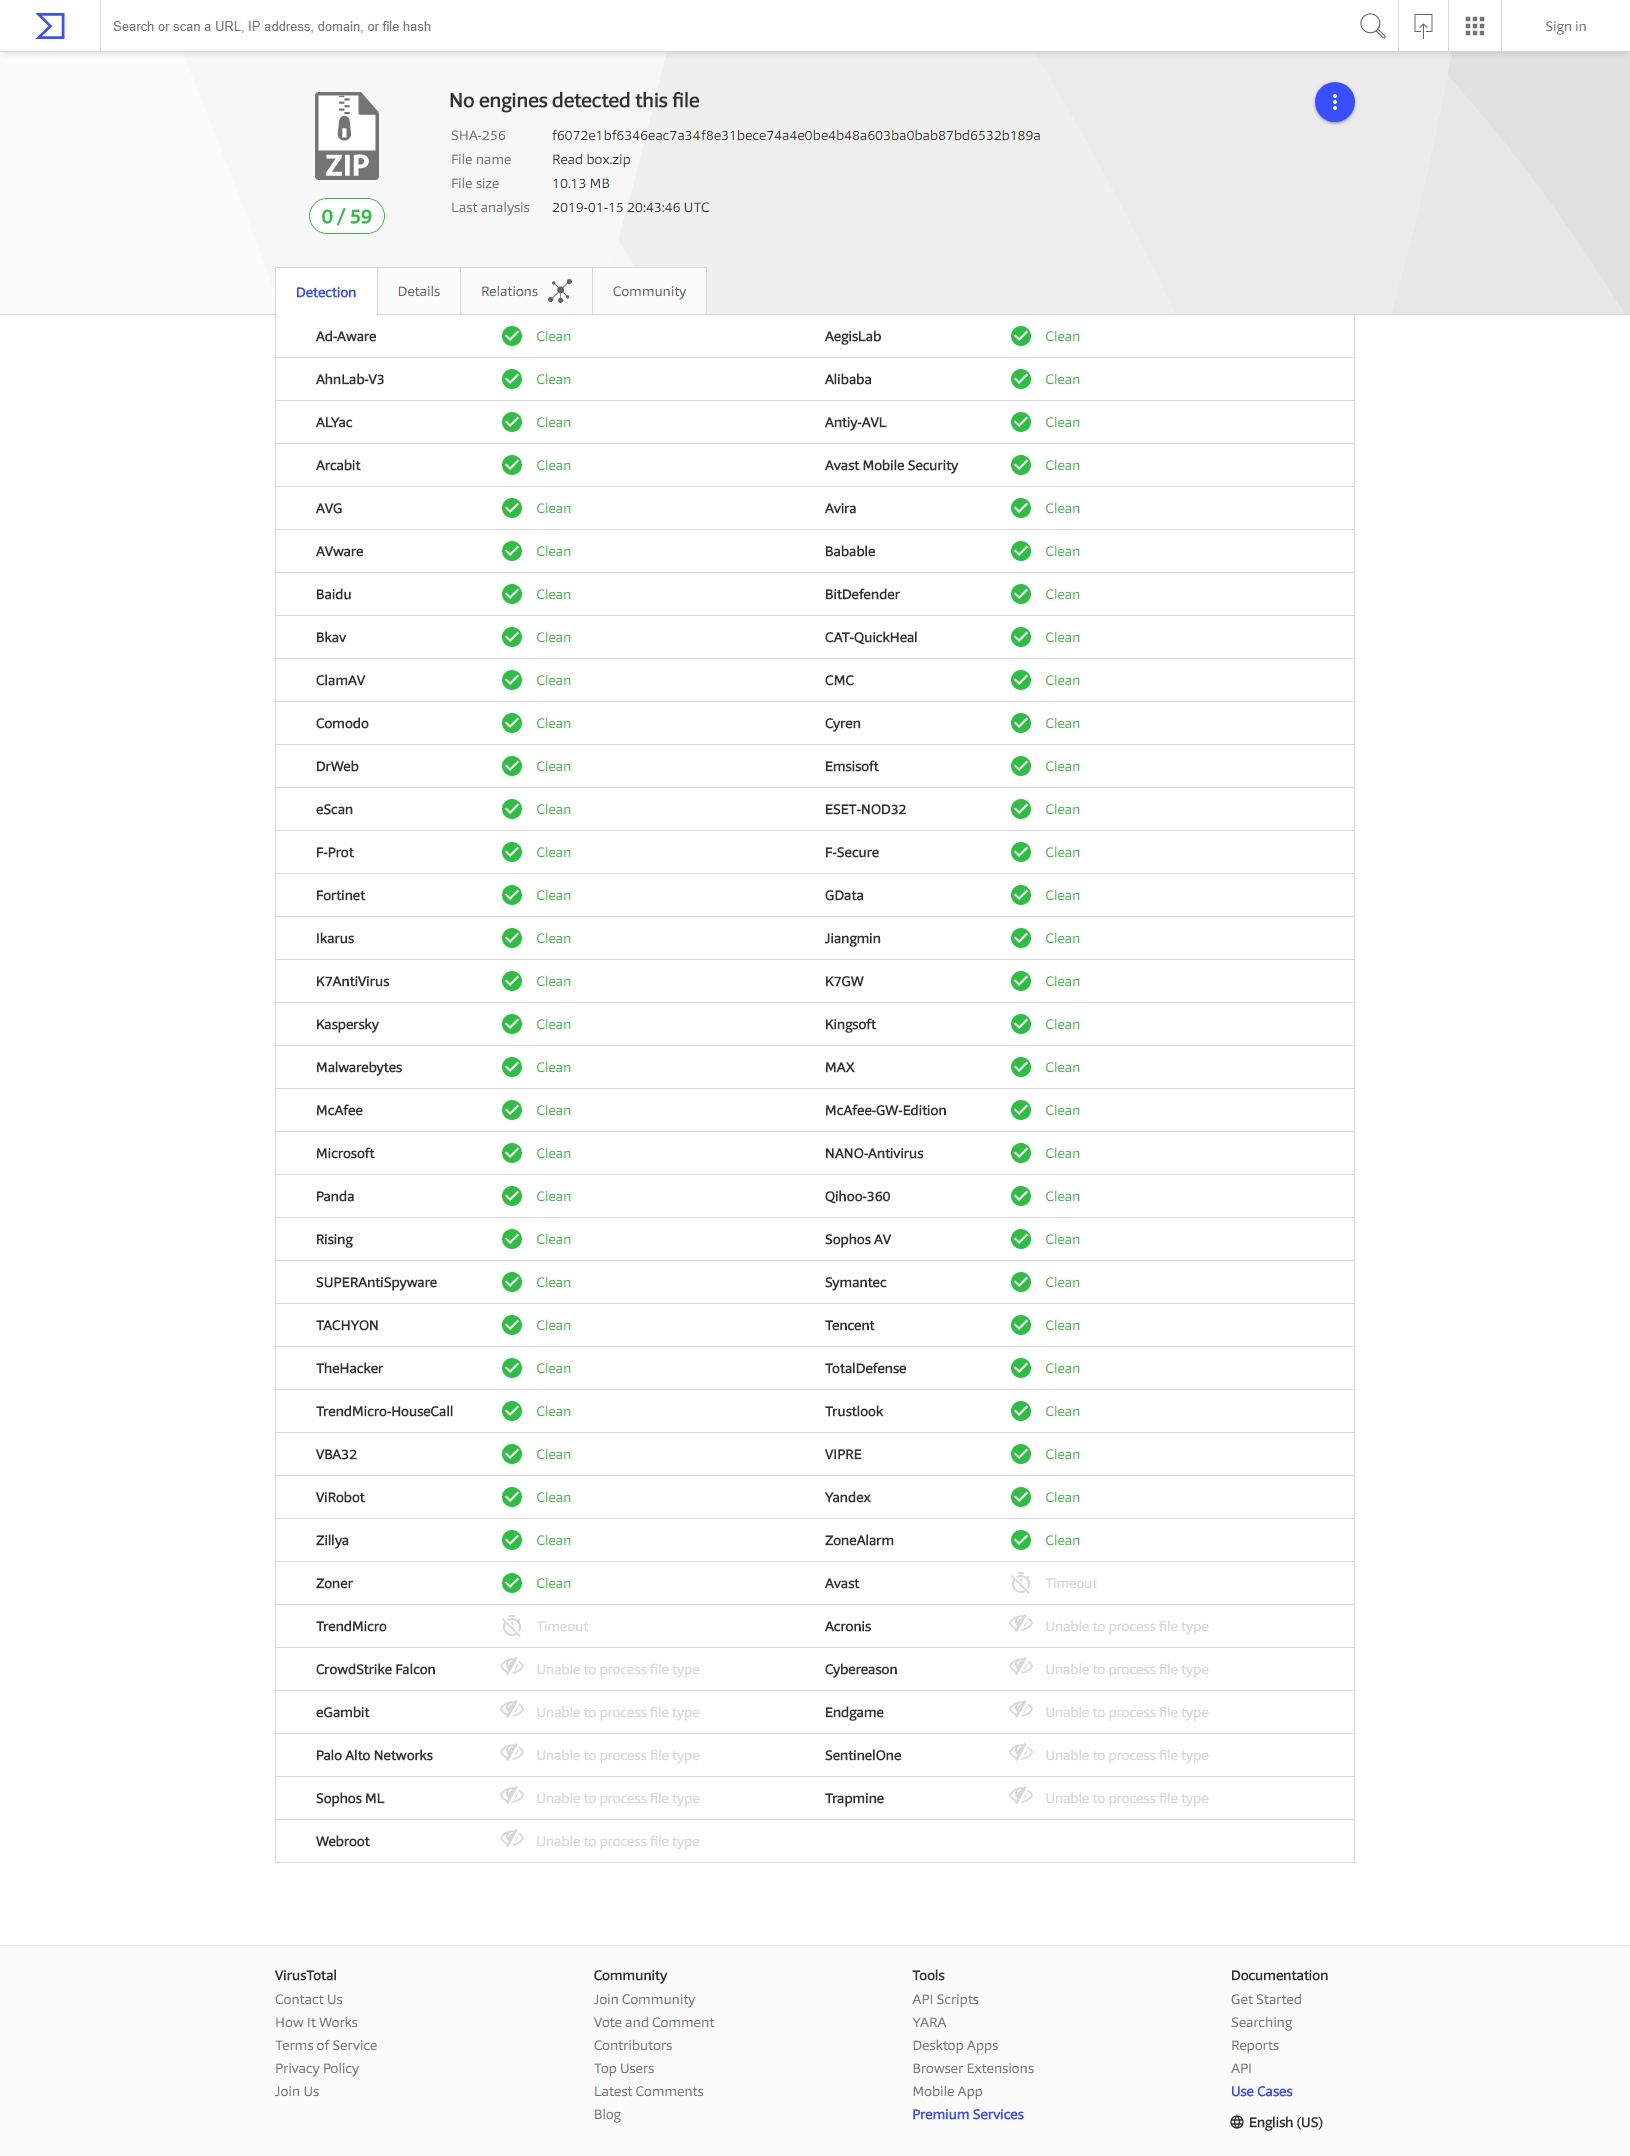 Search or scan a URL, IP address, domain, or file hash
Sign in
No engines detected this file
SHA-256 f6072e1bf6346eac7a34f8e31bece74a4e0be4b48a603ba0bab87bd6532b189a
File name Read box.zip
File size 10.13 MB
Last analysis 2019-01-15 20:43:46 UTC
ZIP
0 / 59
Detection Details Relations Community
Ad-Aware Clean AegisLab Clean
AhnLab-V3 Clean Alibaba Clean
ALYac Clean Antiy-AVL Clean
Arcabit Clean Avast Mobile Security Clean
AVG Clean Avira Clean
AVware Clean Babable Clean
Baidu Clean BitDefender Clean
Bkav Clean CAT-QuickHeal Clean
ClamAV Clean CMC Clean
Comodo Clean Cyren Clean
DrWeb Clean Emsisoft Clean
eScan Clean ESET-NOD32 Clean
F-Prot Clean F-Secure Clean
Fortinet Clean GData Clean
Ikarus Clean Jiangmin Clean
K7AntiVirus Clean K7GW Clean
Kaspersky Clean Kingsoft Clean
Malwarebytes Clean MAX Clean
McAfee Clean McAfee-GW-Edition Clean
Microsoft Clean NANO-Antivirus Clean
Panda Clean Qihoo-360 Clean
Rising Clean Sophos AV Clean
SUPERAntiSpyware Clean Symantec Clean
TACHYON Clean Tencent Clean
TheHacker Clean TotalDefense Clean
TrendMicro-HouseCall Clean Trustlook Clean
VBA32 Clean VIPRE Clean
ViRobot Clean Yandex Clean
Zillya Clean ZoneAlarm Clean
Zoner Clean Avast Timeout
TrendMicro Timeout Acronis Unable to process file type
CrowdStrike Falcon Unable to process file type Cybereason Unable to process file type
eGambit Unable to process file type Endgame Unable to process file type
Palo Alto Networks Unable to process file type SentinelOne Unable to process file type
Sophos ML Unable to process file type Trapmine Unable to process file type
Webroot Unable to process file type
VirusTotal
Contact Us
How It Works
Terms of Service
Privacy Policy
Join Us
Community
Join Community
Vote and Comment
Contributors
Top Users
Latest Comments
Blog
Tools
API Scripts
YARA
Desktop Apps
Browser Extensions
Mobile App
Premium Services
Documentation
Get Started
Searching
Reports
API
Use Cases
English (US)